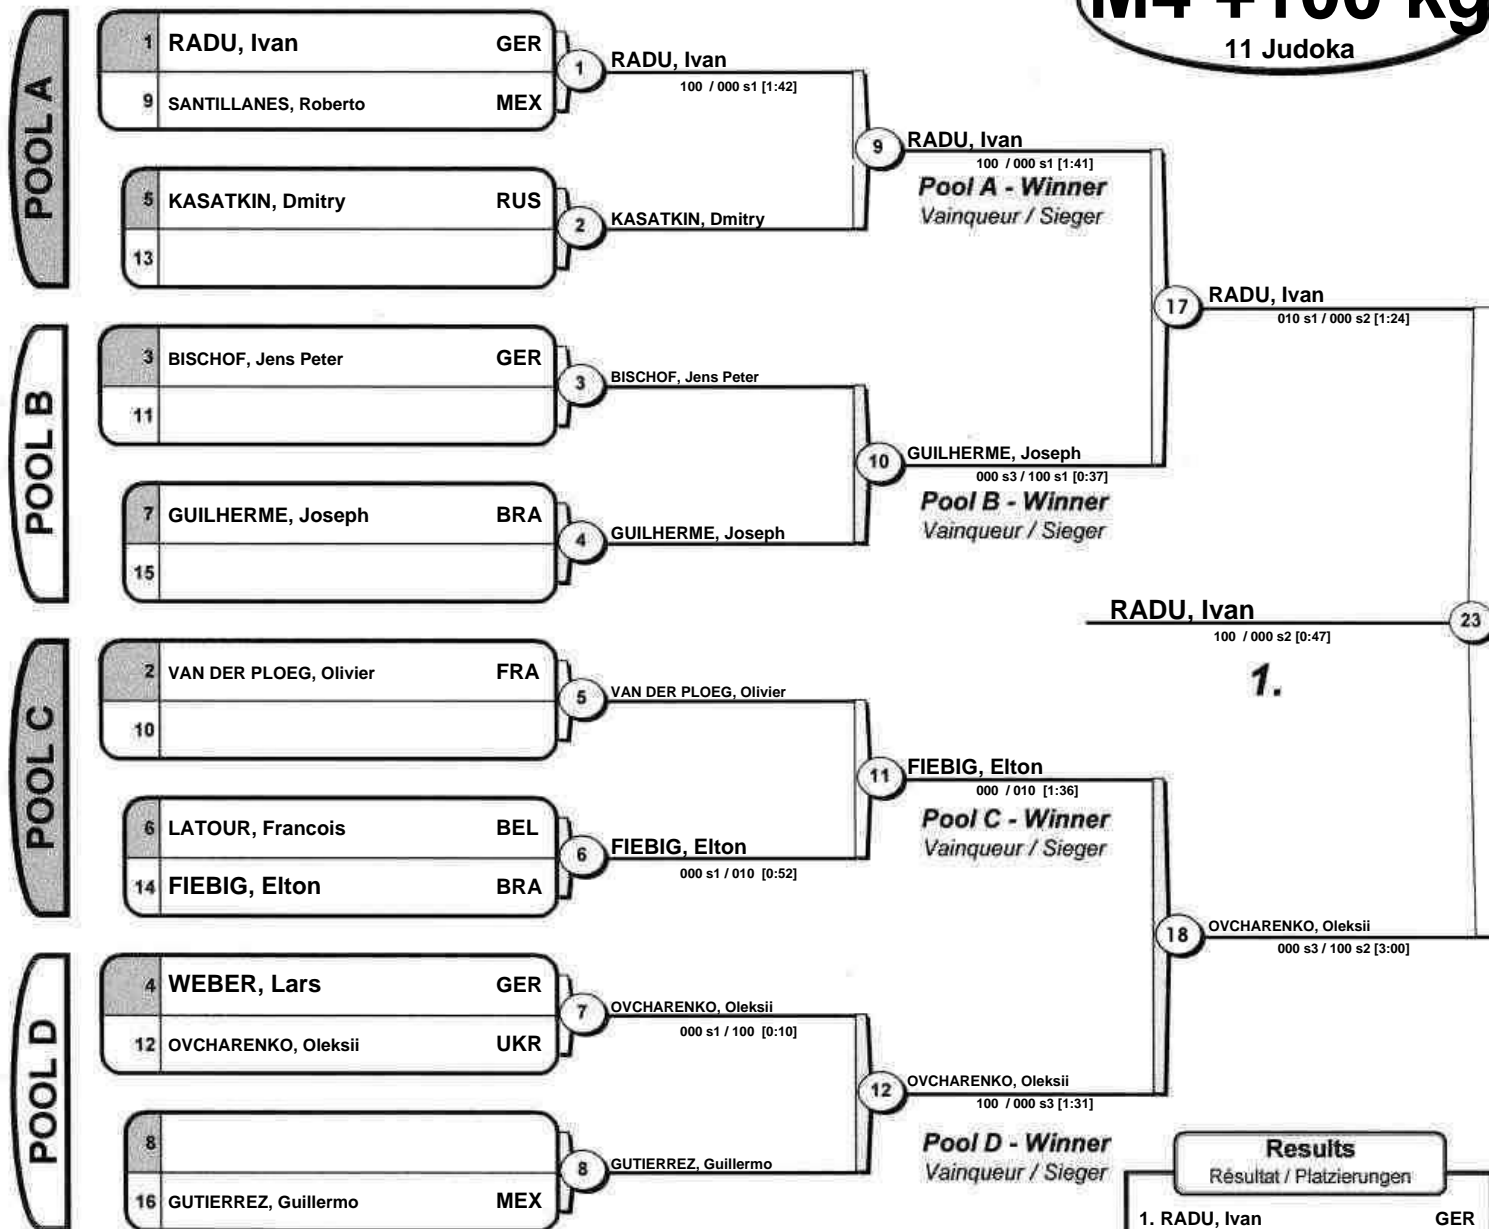 M4 +100 kg
11 Judoka
POOL A
1 RADU, Ivan GER
9 SANTILLANES, Roberto MEX
1
RADU, Ivan
100 / 000 s1 [1:42]
5 KASATKIN, Dmitry RUS
13
2
KASATKIN, Dmitry
9
RADU, Ivan
100 / 000 s1 [1:41]
Pool A - Winner
Vainqueur / Sieger
POOL B
3 BISCHOF, Jens Peter GER
11
3
BISCHOF, Jens Peter
7 GUILHERME, Joseph BRA
15
4
GUILHERME, Joseph
10
GUILHERME, Joseph
000 s3 / 100 s1 [0:37]
Pool B - Winner
Vainqueur / Sieger
17
RADU, Ivan
010 s1 / 000 s2 [1:24]
RADU, Ivan
23
100 / 000 s2 [0:47]
1.
POOL C
2 VAN DER PLOEG, Olivier FRA
10
5
VAN DER PLOEG, Olivier
6 LATOUR, Francois BEL
14 FIEBIG, Elton BRA
6
FIEBIG, Elton
000 s1 / 010 [0:52]
11
FIEBIG, Elton
000 / 010 [1:36]
Pool C - Winner
Vainqueur / Sieger
POOL D
4 WEBER, Lars GER
12 OVCHARENKO, Oleksii UKR
7
OVCHARENKO, Oleksii
000 s1 / 100 [0:10]
8
16 GUTIERREZ, Guillermo MEX
8
GUTIERREZ, Guillermo
12
OVCHARENKO, Oleksii
100 / 000 s3 [1:31]
Pool D - Winner
Vainqueur / Sieger
18
OVCHARENKO, Oleksii
000 s3 / 100 s2 [3:00]
Results
Résultat / Platzierungen
1. RADU, Ivan GER